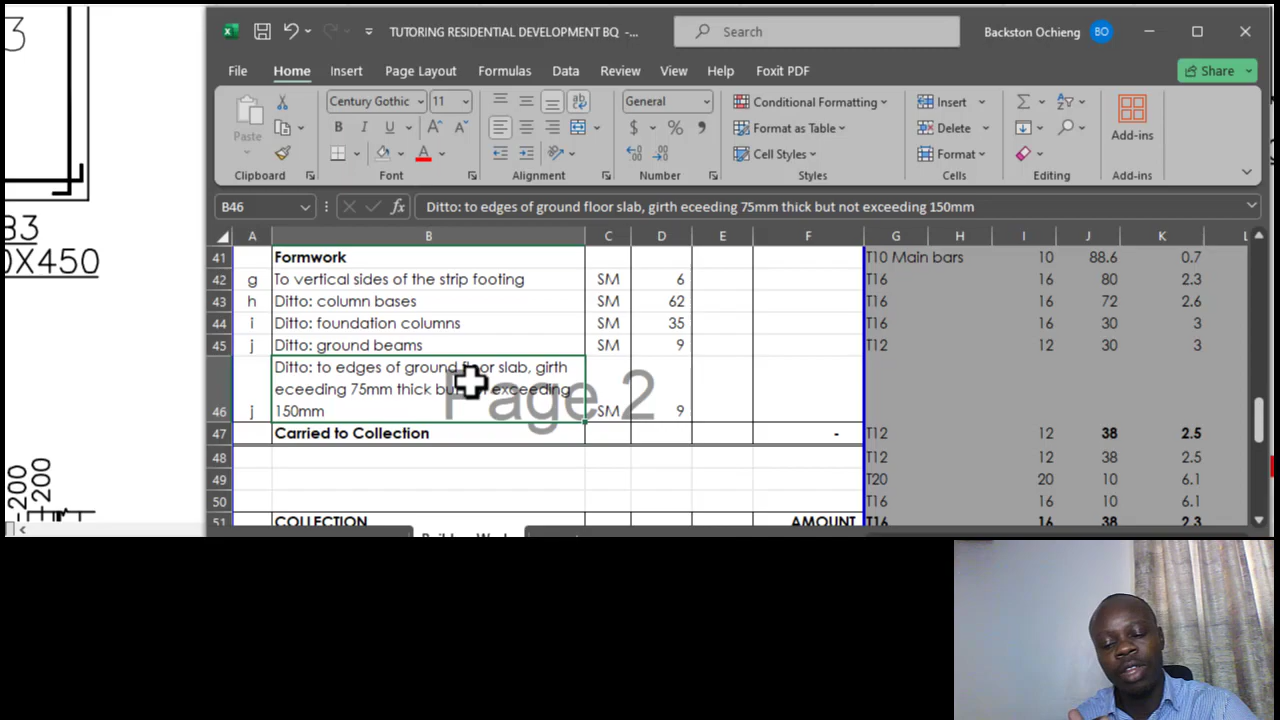 3
TUTORING RESIDENTIAL DEVELOPMENT BQ -...
Search
Backston Ochieng
BO
File Home Insert Page Layout Formulas Data Review View Help Foxit PDF
Share
Paste
Century Gothic 11
B I U A A A
General
$ % ,
Conditional Formatting
Format as Table
Cell Styles
Insert
Delete
Format
Add-ins
Clipboard Font Alignment Number Styles Cells Editing Add-ins
B46 fx Ditto: to edges of ground floor slab, girth eceeding 75mm thick but not exceeding 150mm
A B C D E F G H I J K L
41 Formwork T10 Main bars 10 88.6 0.7
42 g To vertical sides of the strip footing SM 6 T16 16 80 2.3
43 h Ditto: column bases SM 62 T16 16 72 2.6
44 i Ditto: foundation columns SM 35 T16 16 30 3
45 j Ditto: ground beams SM 9 T12 12 30 3
Ditto: to edges of ground floor slab, girth
eceeding 75mm thick but exceeding
46 j 150mm SM 9
Page 2
47 Carried to Collection - T12 12 38 2.5
48 T12 12 38 2.5
49 T20 20 10 6.1
50 T16 16 10 6.1
51 COLLECTION AMOUNT T16 16 38 2.3
B3
0X450
-200
+200